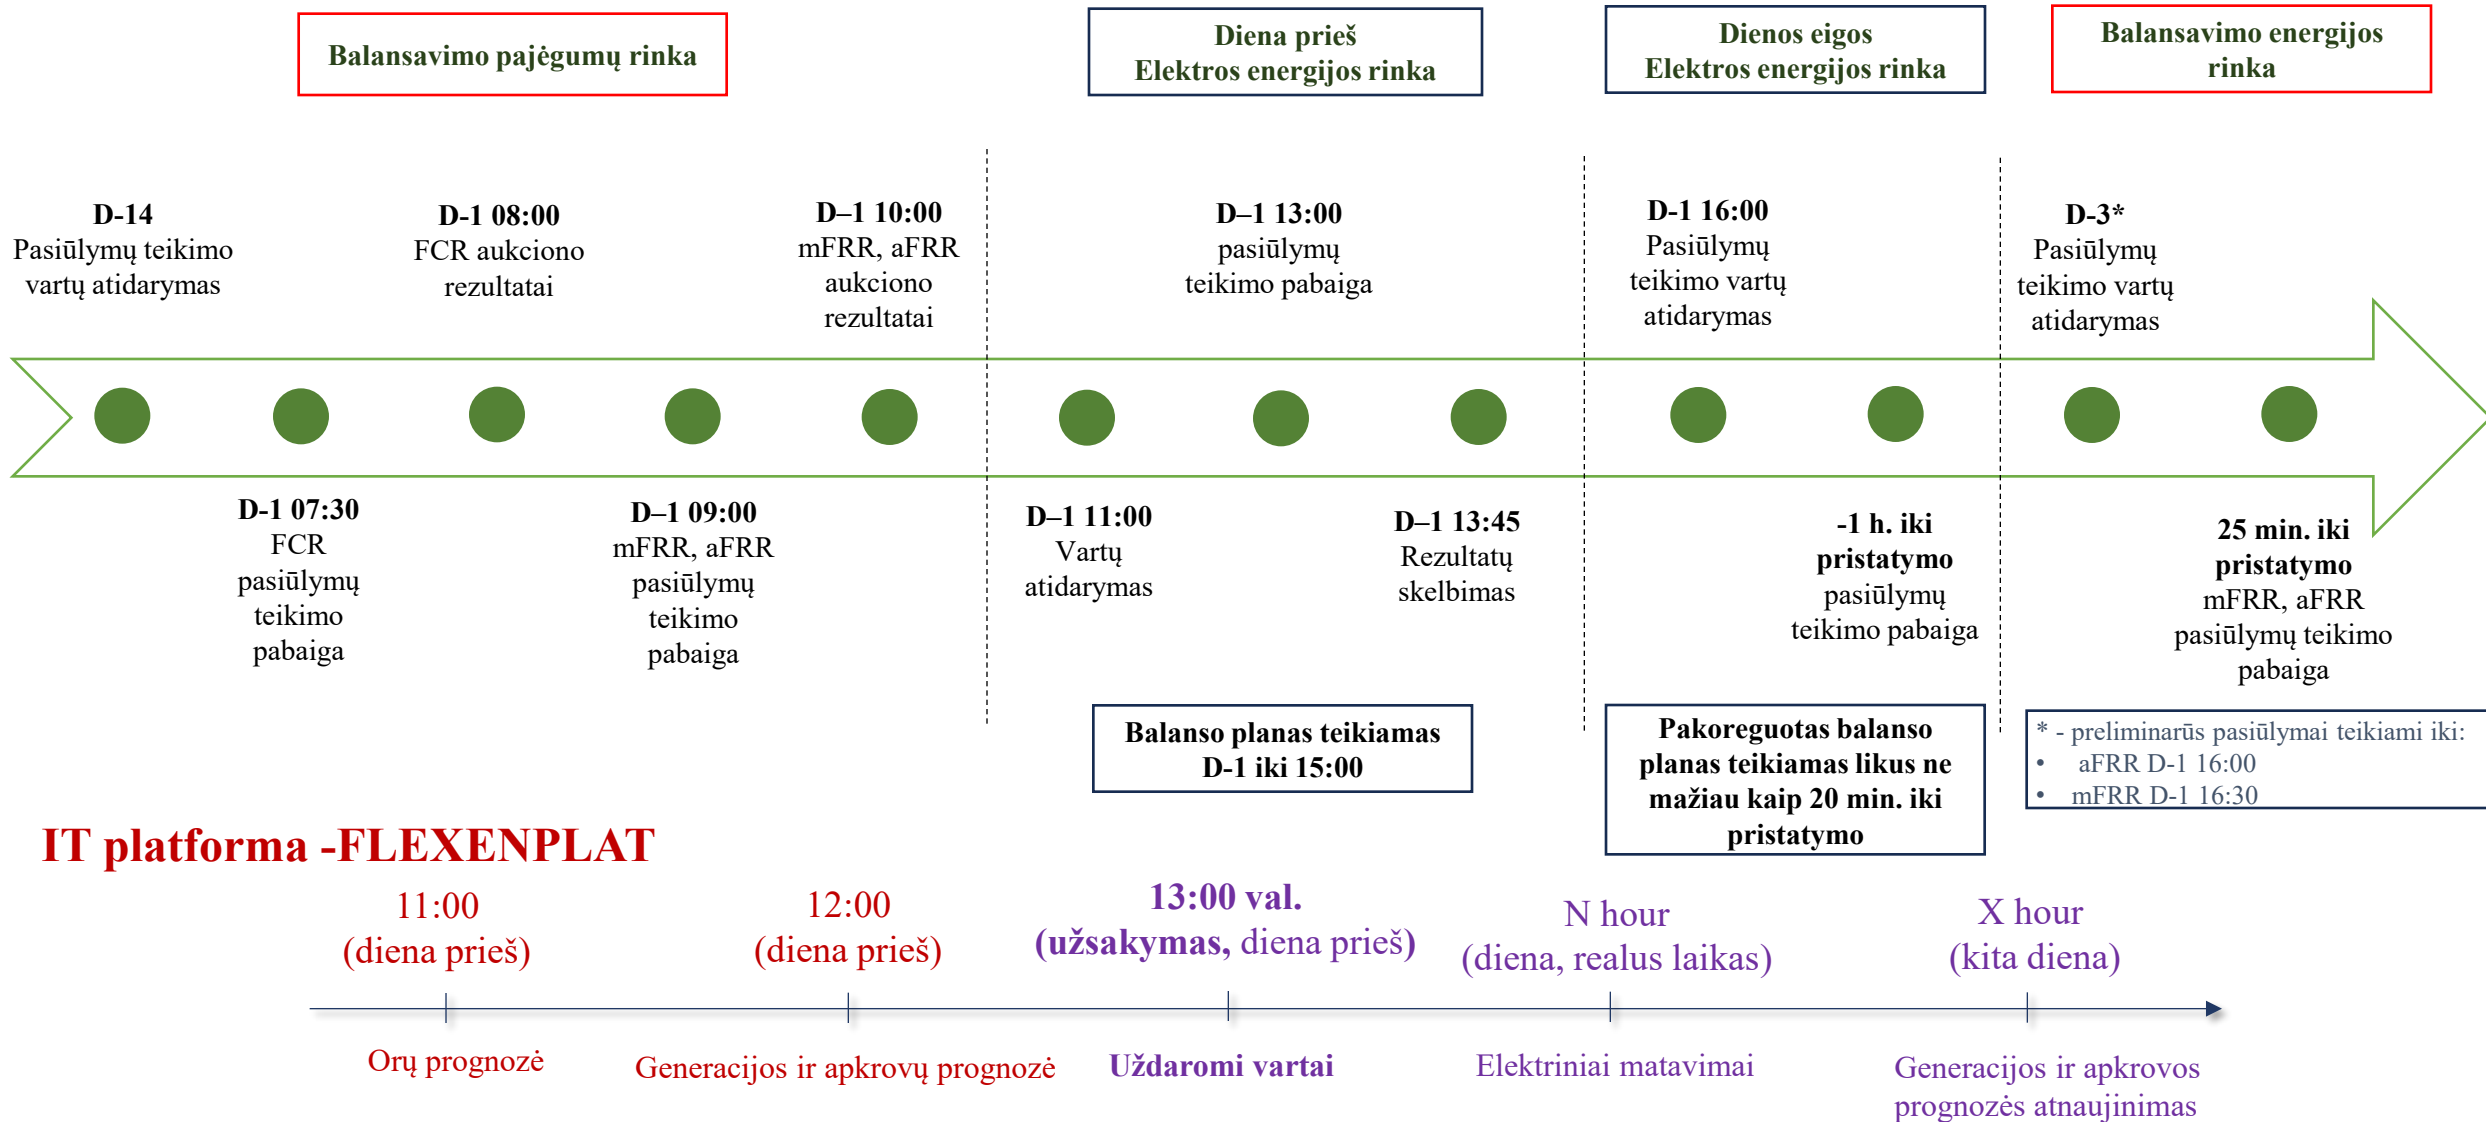 Balansavimo pajėgumų rinka
Diena prieš
Elektros energijos rinka
Dienos eigos
Elektros energijos rinka
Balansavimo energijos
rinka
D-14
Pasiūlymų teikimo
vartų atidarymas
D-1 08:00
FCR aukciono
rezultatai
D–1 10:00
mFRR, aFRR
aukciono
rezultatai
D–1 13:00
pasiūlymų
teikimo pabaiga
D-1 16:00
Pasiūlymų
teikimo vartų
atidarymas
D-3*
Pasiūlymų
teikimo vartų
atidarymas
D-1 07:30
FCR
pasiūlymų
teikimo
pabaiga
D–1 09:00
mFRR, aFRR
pasiūlymų
teikimo
pabaiga
D–1 11:00
Vartų
atidarymas
D–1 13:45
Rezultatų
skelbimas
-1 h. iki
pristatymo
pasiūlymų
teikimo pabaiga
25 min. iki
pristatymo
mFRR, aFRR
pasiūlymų teikimo
pabaiga
Balanso planas teikiamas
D-1 iki 15:00
Pakoreguotas balanso
planas teikiamas likus ne
mažiau kaip 20 min. iki
pristatymo
* - preliminarūs pasiūlymai teikiami iki:
• aFRR D-1 16:00
• mFRR D-1 16:30
IT platforma -FLEXENPLAT
11:00
(diena prieš)
12:00
(diena prieš)
13:00 val.
(užsakymas, diena prieš)
N hour
(diena, realus laikas)
X hour
(kita diena)
Orų prognozė
Generacijos ir apkrovų prognozė
Uždaromi vartai
Elektriniai matavimai
Generacijos ir apkrovos
prognozės atnaujinimas